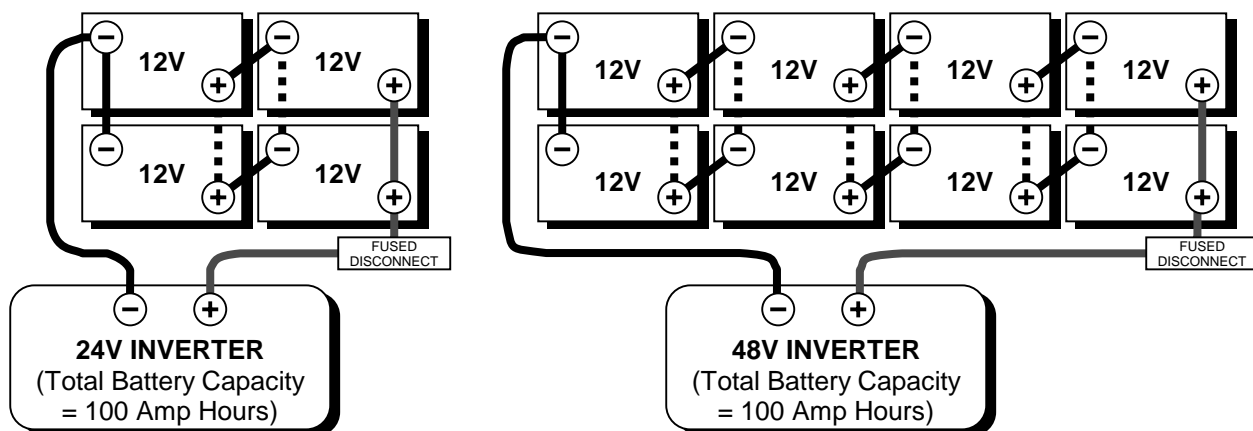 12V 12V
12V 12V
FUSED
DISCONNECT
24V INVERTER
(Total Battery Capacity
= 100 Amp Hours)
12V 12V 12V 12V
12V 12V 12V 12V
FUSED
DISCONNECT
48V INVERTER
(Total Battery Capacity
= 100 Amp Hours)